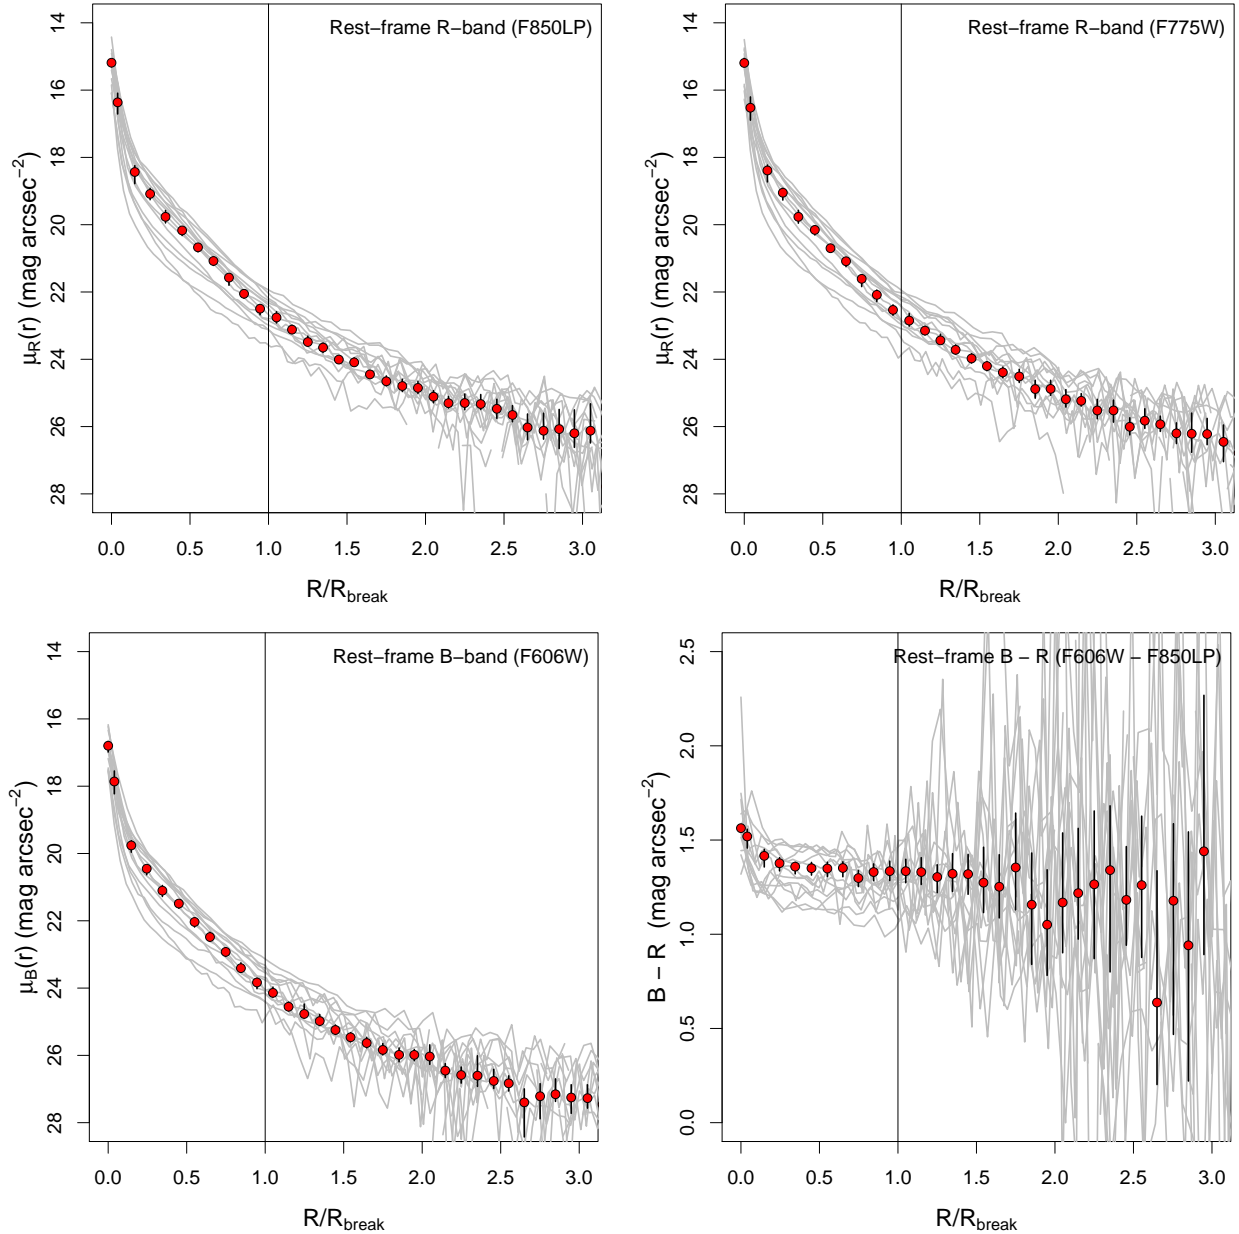 Rest−frame R−band (F850LP)
14
16
18
20
22
24
26
28
μR(r) (mag arcsec−2)
0.0 0.5 1.0 1.5 2.0 2.5 3.0
R/Rbreak
Rest−frame R−band (F775W)
14
16
18
20
22
24
26
28
μR(r) (mag arcsec−2)
0.0 0.5 1.0 1.5 2.0 2.5 3.0
R/Rbreak
Rest−frame B−band (F606W)
14
16
18
20
22
24
26
28
μB(r) (mag arcsec−2)
0.0 0.5 1.0 1.5 2.0 2.5 3.0
R/Rbreak
Rest−frame B − R (F606W − F850LP)
2.5
2.0
1.5
1.0
0.5
0.0
B − R (mag arcsec−2)
0.0 0.5 1.0 1.5 2.0 2.5 3.0
R/Rbreak